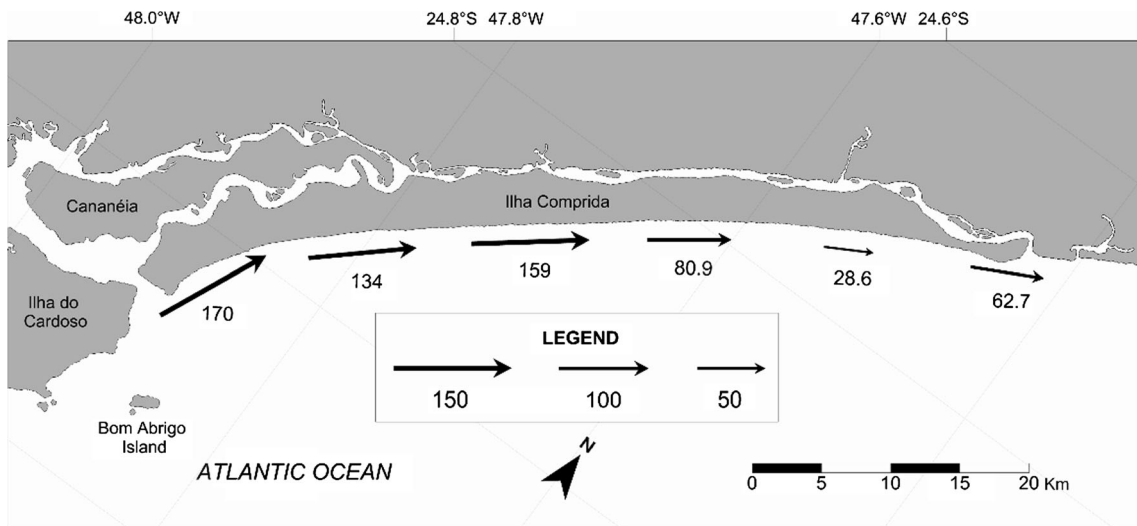 48.0°W
24.8°S
47.8°W
47.6°W
24.6°S
Cananéia
Ilha Comprida
Ilha do
Cardoso
170
134
159
80.9
28.6
62.7
LEGEND
150
100
50
Bom Abrigo
Island
ATLANTIC OCEAN
N
0
5
10
15
20 Km